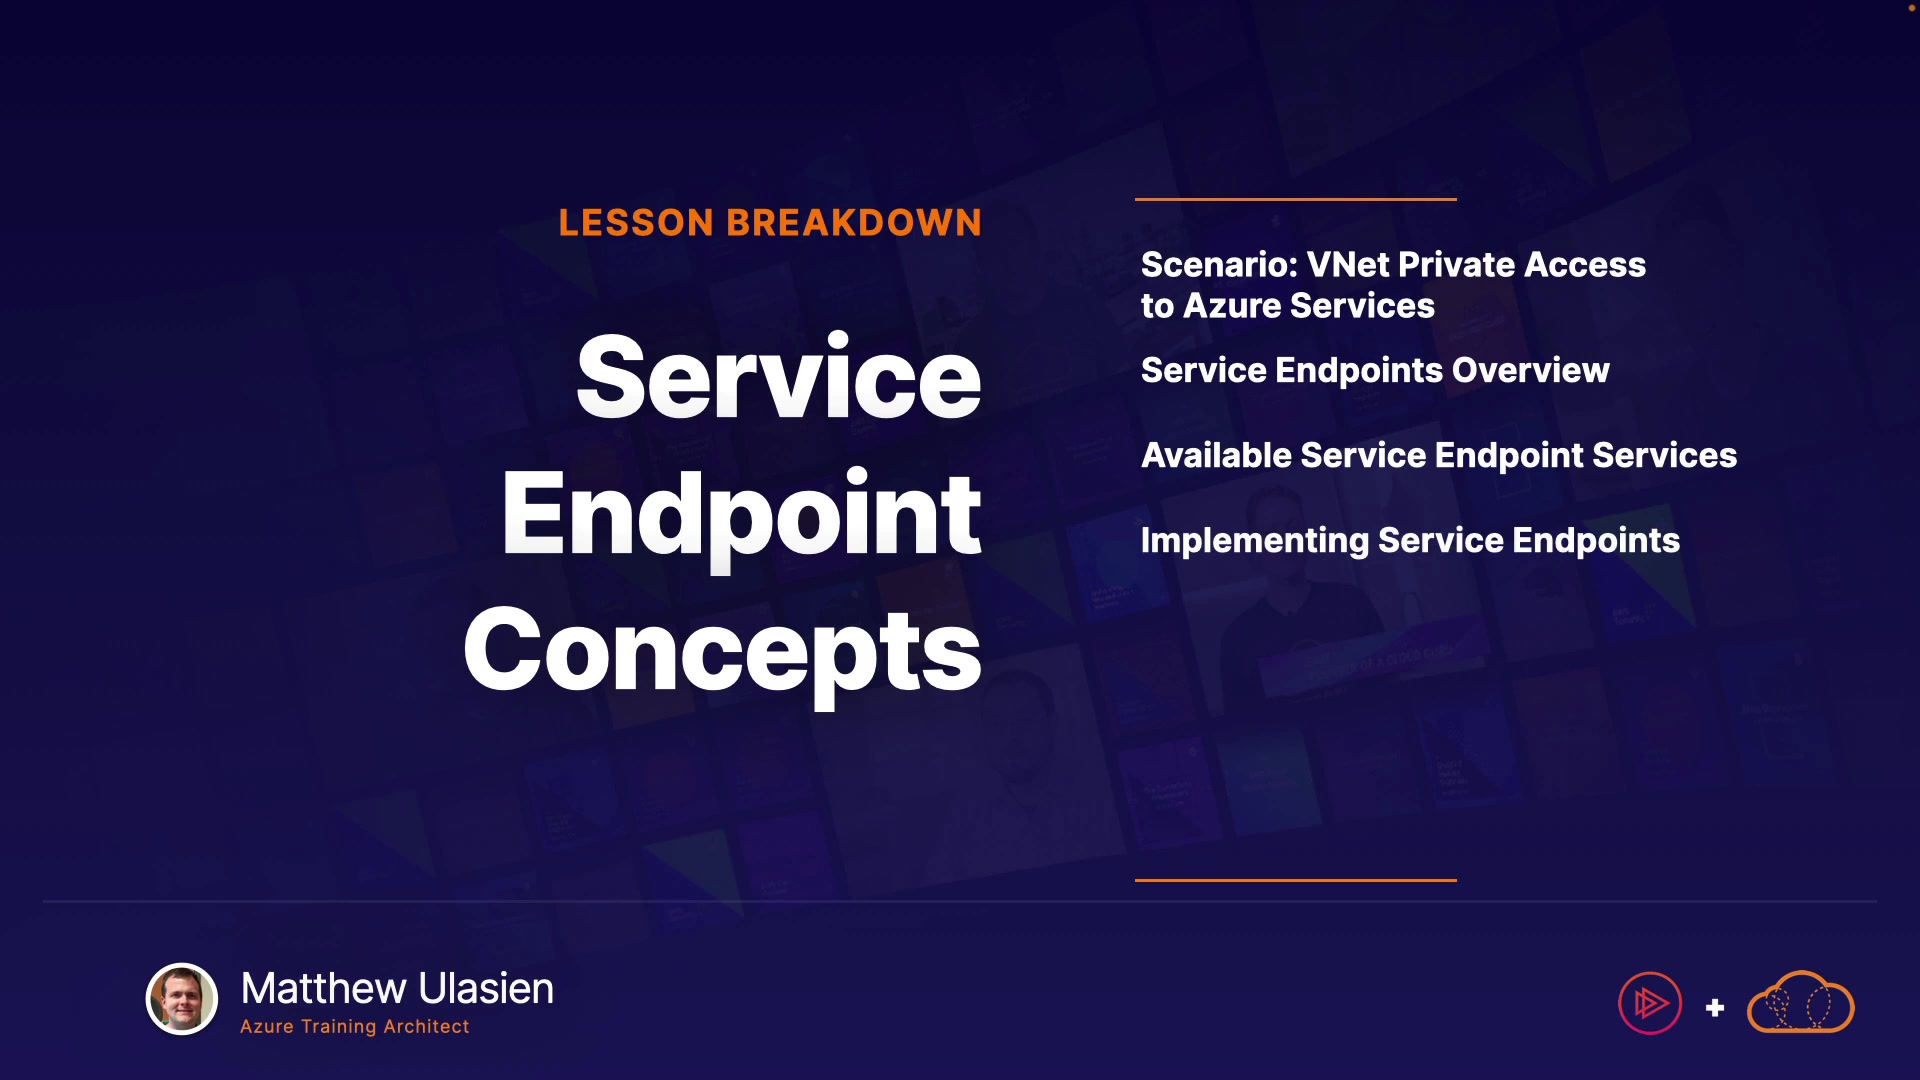 LESSON BREAKDOWN
Service
Endpoint
Concepts
Scenario: VNet Private Access
to Azure Services
Service Endpoints Overview
Available Service Endpoint Services
Implementing Service Endpoints
Matthew Ulasien
Azure Training Architect